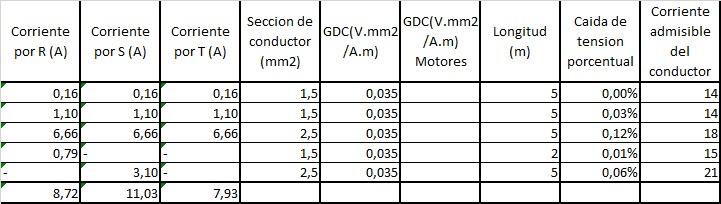 Corriente por R (A) Corriente por S (A) Corriente por T (A) Seccion de conductor (mm2) GDC(V.mm2 /A.m) GDC(V.mm2 /A.m) Motores Longitud (m) Caida de tension porcentual Corriente admisible del conductor
0,16 0,16 0,16 1,5 0,035 5 0,00% 14
1,10 1,10 1,10 1,5 0,035 5 0,03% 14
6,66 6,66 6,66 2,5 0,035 5 0,12% 18
0,79 - - 1,5 0,035 2 0,01% 15
- 3,10 - 2,5 0,035 5 0,06% 21
8,72 11,03 7,93